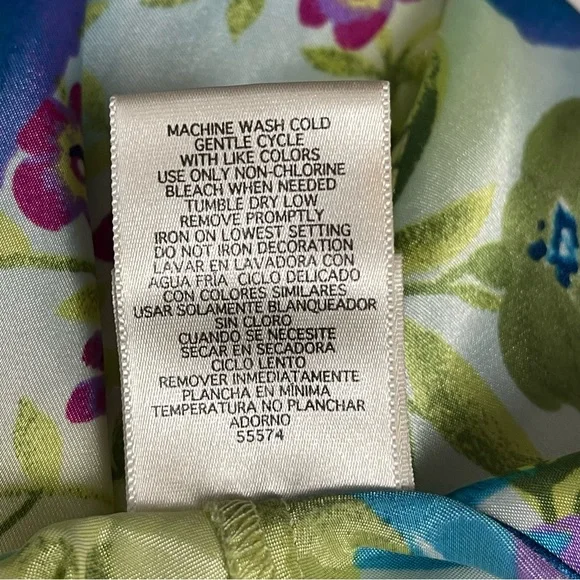 MACHINE WASH COLD
GENTLE CYCLE
WITH LIKE COLORS
USE ONLY NON-CHLORINE
BLEACH WHEN NEEDED
TUMBLE DRY LOW
REMOVE PROMPTLY
IRON ON LOWEST SETTING
DO NOT IRON DECORATION
LAVAR EN LAVADORA CON
AGUA FRÍA CICLO DELICADO
CON COLORES SIMILARES
USAR SOLAMENTE BLANQUEADOR
SIN CLORO
CUANDO SE NECESITE
SECAR EN SECADORA
CICLO LENTO
REMOVER INMEDIATAMENTE
PLANCHA EN MÍNIMA
TEMPERATURA NO PLANCHAR
ADORNO
55574